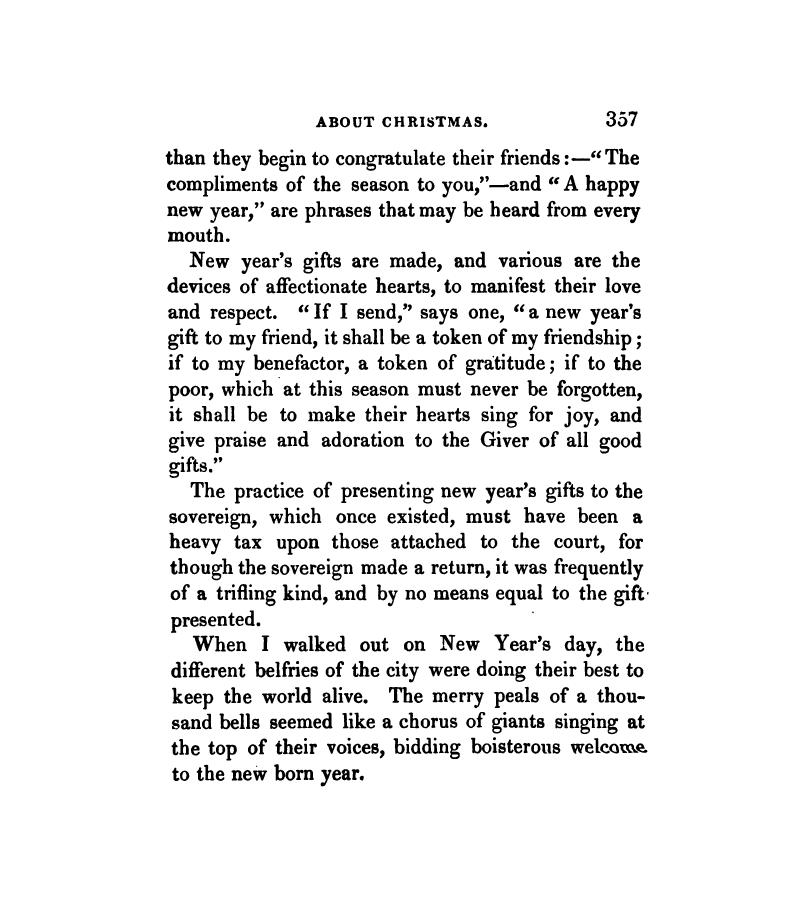 ABOUT CHRISTMAS. 357
than they begin to congratulate their friends:—“The
compliments of the season to you,”—and “A happy
new year,” are phrases that may be heard from every
mouth.
New year’s gifts are made, and various are the
devices of affectionate hearts, to manifest their love
and respect. “If I send,” says one, “a new year’s
gift to my friend, it shall be a token of my friendship;
if to my benefactor, a token of gratitude; if to the
poor, which at this season must never be forgotten,
it shall be to make their hearts sing for joy, and
give praise and adoration to the Giver of all good
gifts.”
The practice of presenting new year’s gifts to the
sovereign, which once existed, must have been a
heavy tax upon those attached to the court, for
though the sovereign made a return, it was frequently
of a trifling kind, and by no means equal to the gift
presented.
When I walked out on New Year’s day, the
different belfries of the city were doing their best to
keep the world alive. The merry peals of a thou-
sand bells seemed like a chorus of giants singing at
the top of their voices, bidding boisterous welcome
to the new born year.